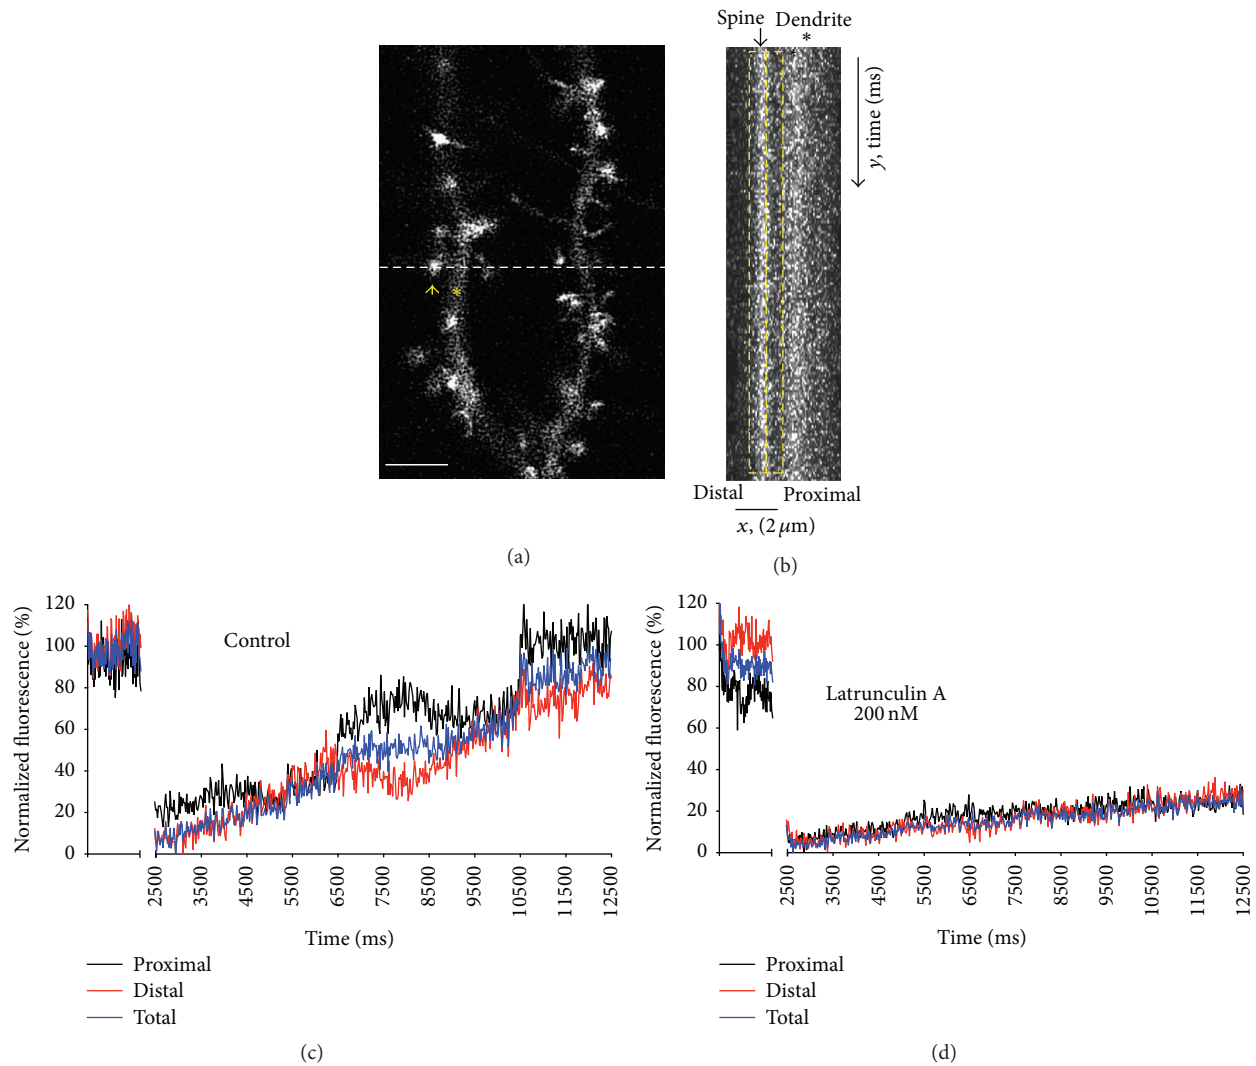 Spine Dendrite
*
y, time (ms)
*
Distal Proximal
x, (2 μm)
(a)
(b)
Normalized fluorescence (%)
120
100
80
60
40
20
0
Control
2500 3500 4500 5500 6500 7500 8500 9500 10500 11500 12500
Time (ms)
Proximal
Distal
Total
(c)
Normalized fluorescence (%)
120
100
80
60
40
20
0
Latrunculin A
200 nM
2500 3500 4500 5500 6500 7500 8500 9500 10500 11500 12500
Time (ms)
Proximal
Distal
Total
(d)